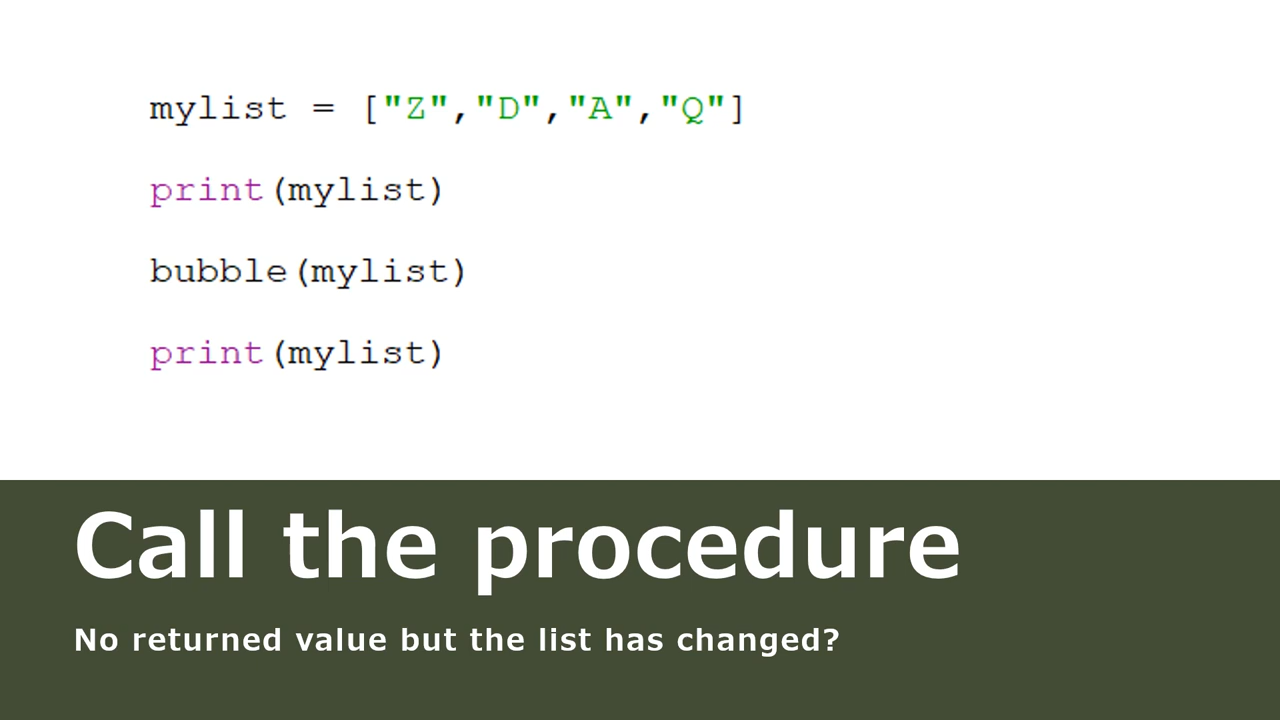 mylist = ["Z","D","A","Q"]
print(mylist)
bubble(mylist)
print(mylist)
Call the procedure
No returned value but the list has changed?